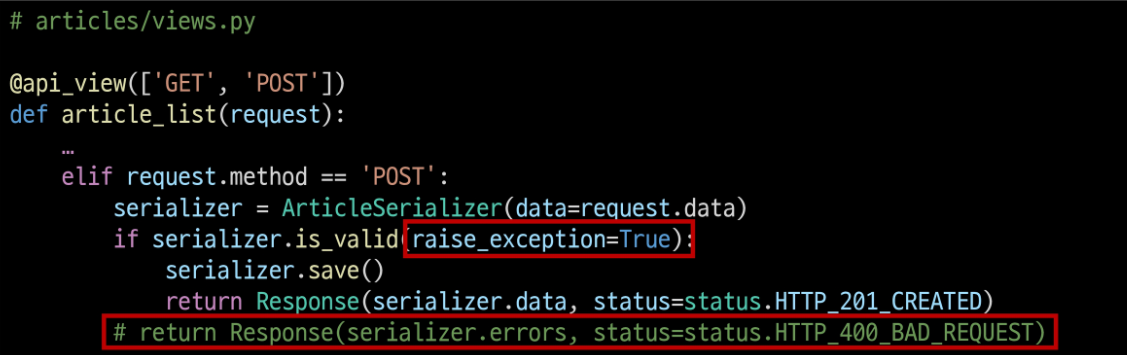 # articles/views.py
@api_view(['GET', 'POST'])
def article_list(request):
…
elif request.method == 'POST':
serializer = ArticleSerializer(data=request.data)
if serializer.is_valid(raise_exception=True):
serializer.save()
return Response(serializer.data, status=status.HTTP_201_CREATED)
# return Response(serializer.errors, status=status.HTTP_400_BAD_REQUEST)